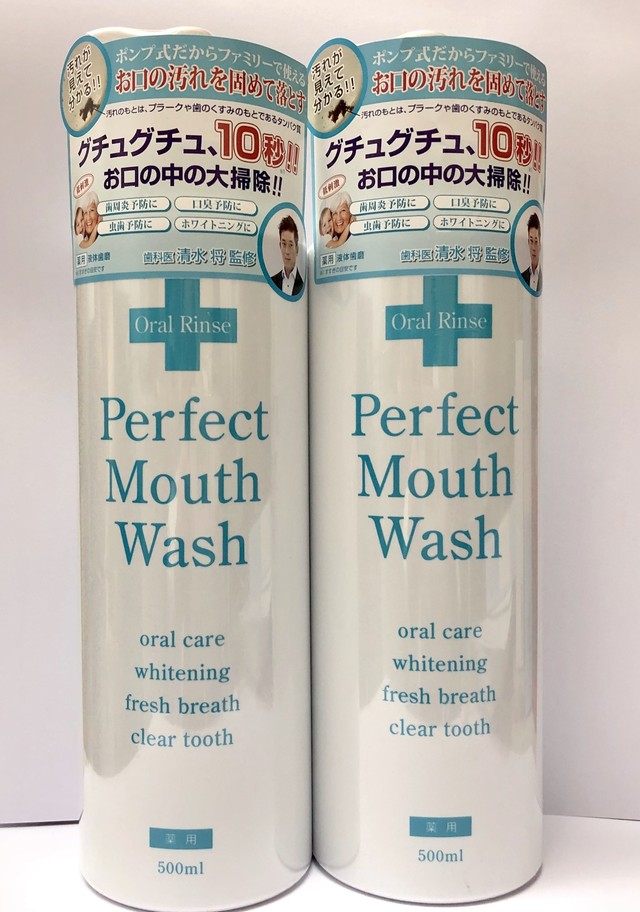 汚れが
見えて
分かる!!
ポンプ式だからファミリーで使える
お口の汚れを固めて落とす
汚れのもとは、プラークや歯のくすみのもとであるタンパク質
グチュグチュ、10秒!!
お口の中の大掃除!!
低刺激
歯周炎予防に 口臭予防に
虫歯予防に ホワイトニングに
薬用 液体歯磨
歯科医 清水 将 監修
Oral Rinse
Perfect
Mouth
Wash
oral care
whitening
fresh breath
clear tooth
薬用
500ml
汚れが
見えて
分かる!!
ポンプ式だからファミリーで使える
お口の汚れを固めて落とす
汚れのもとは、プラークや歯のくすみのもとであるタンパク質
グチュグチュ、10秒!!
お口の中の大掃除!!
低刺激
歯周炎予防に 口臭予防に
虫歯予防に ホワイトニングに
薬用 液体歯磨
歯科医 清水 将 監修
Oral Rinse
Perfect
Mouth
Wash
oral care
whitening
fresh breath
clear tooth
薬用
500ml